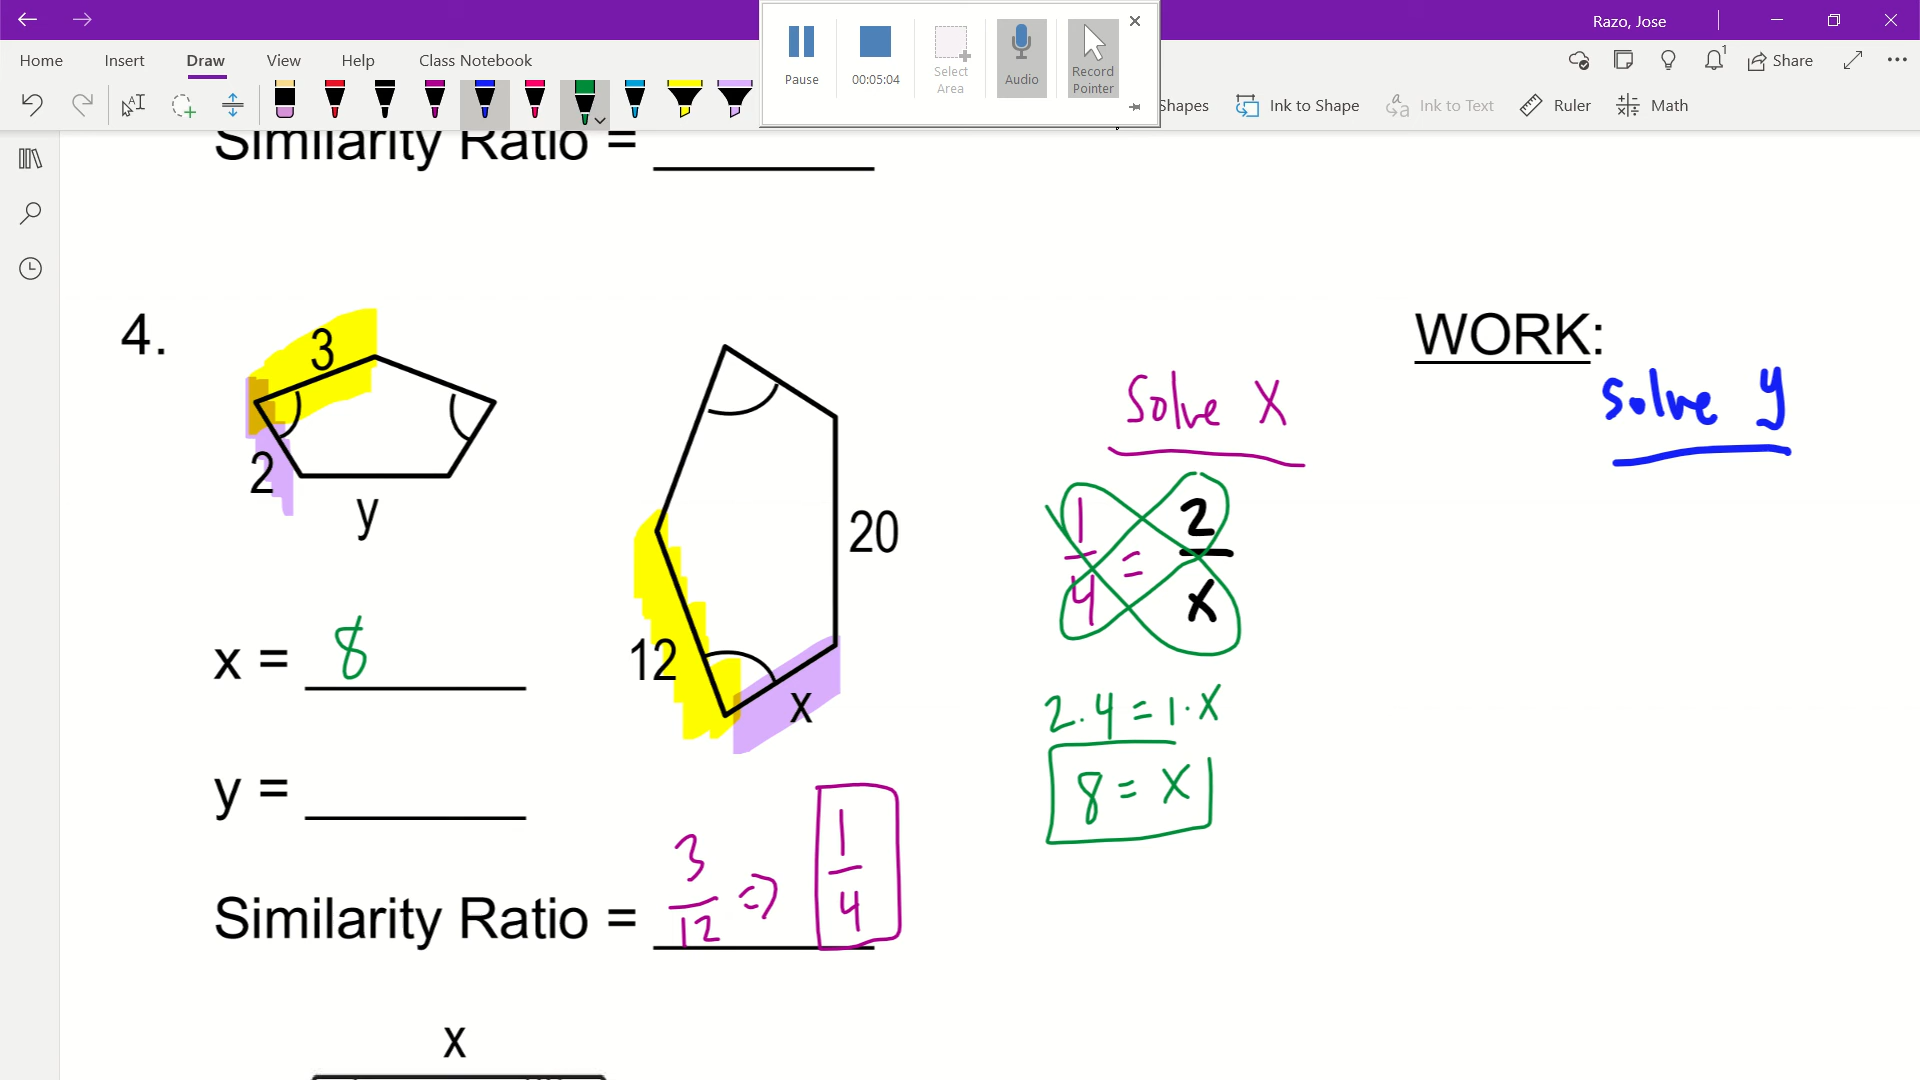 Razo, Jose
Home Insert Draw View Help Class Notebook
Pause 00:05:04 Select Area Audio Record Pointer
1 Share
Shapes Ink to Shape Ink to Text Ruler Math
Similarity Ratio =
4.
WORK:
3
2
y
20
12
x
Solve X
Solve y
1/4 = 2/x
2·4=1·X
8 = X
x = 8
y =
Similarity Ratio = 3/12 => 1/4
x